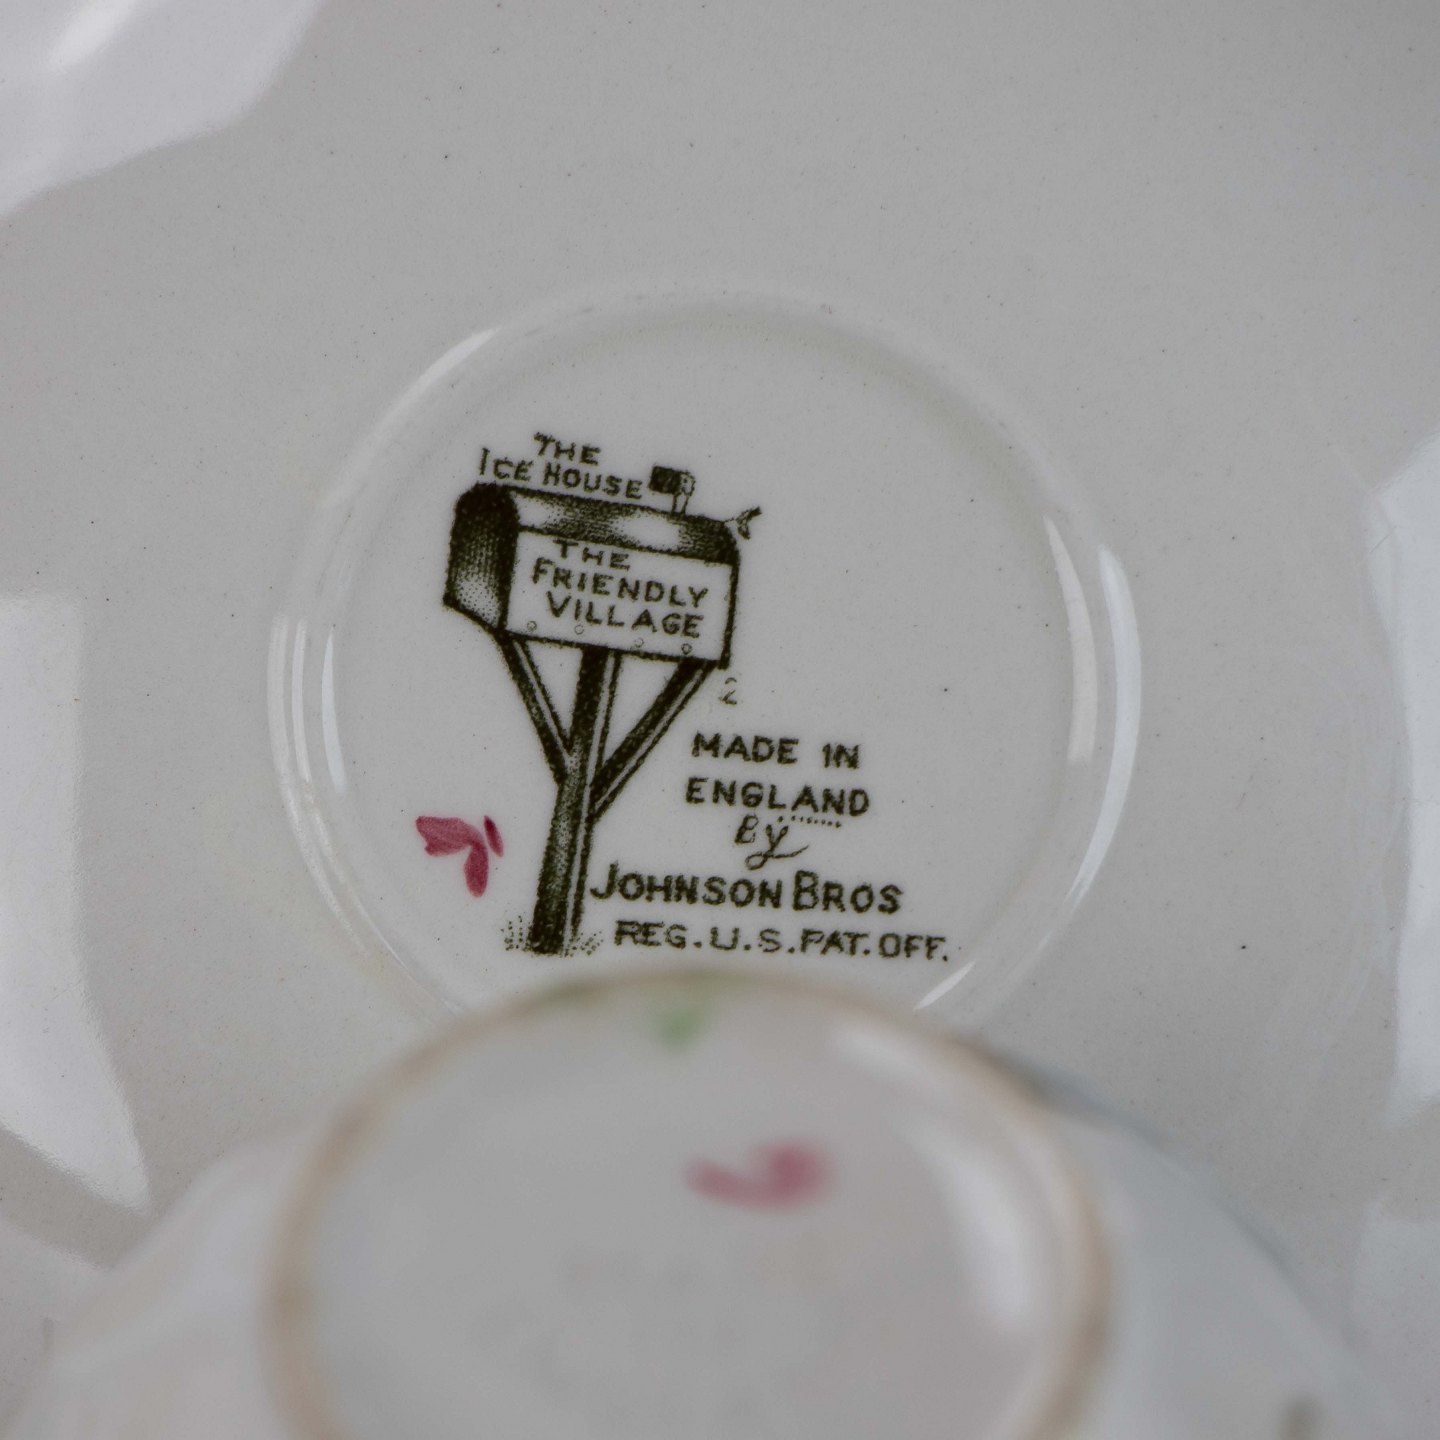 THE
ICE HOUSE
THE
FRIENDLY
VILLAGE
2
MADE IN
ENGLAND
By
JOHNSON BROS
REG. U.S. PAT. OFF.